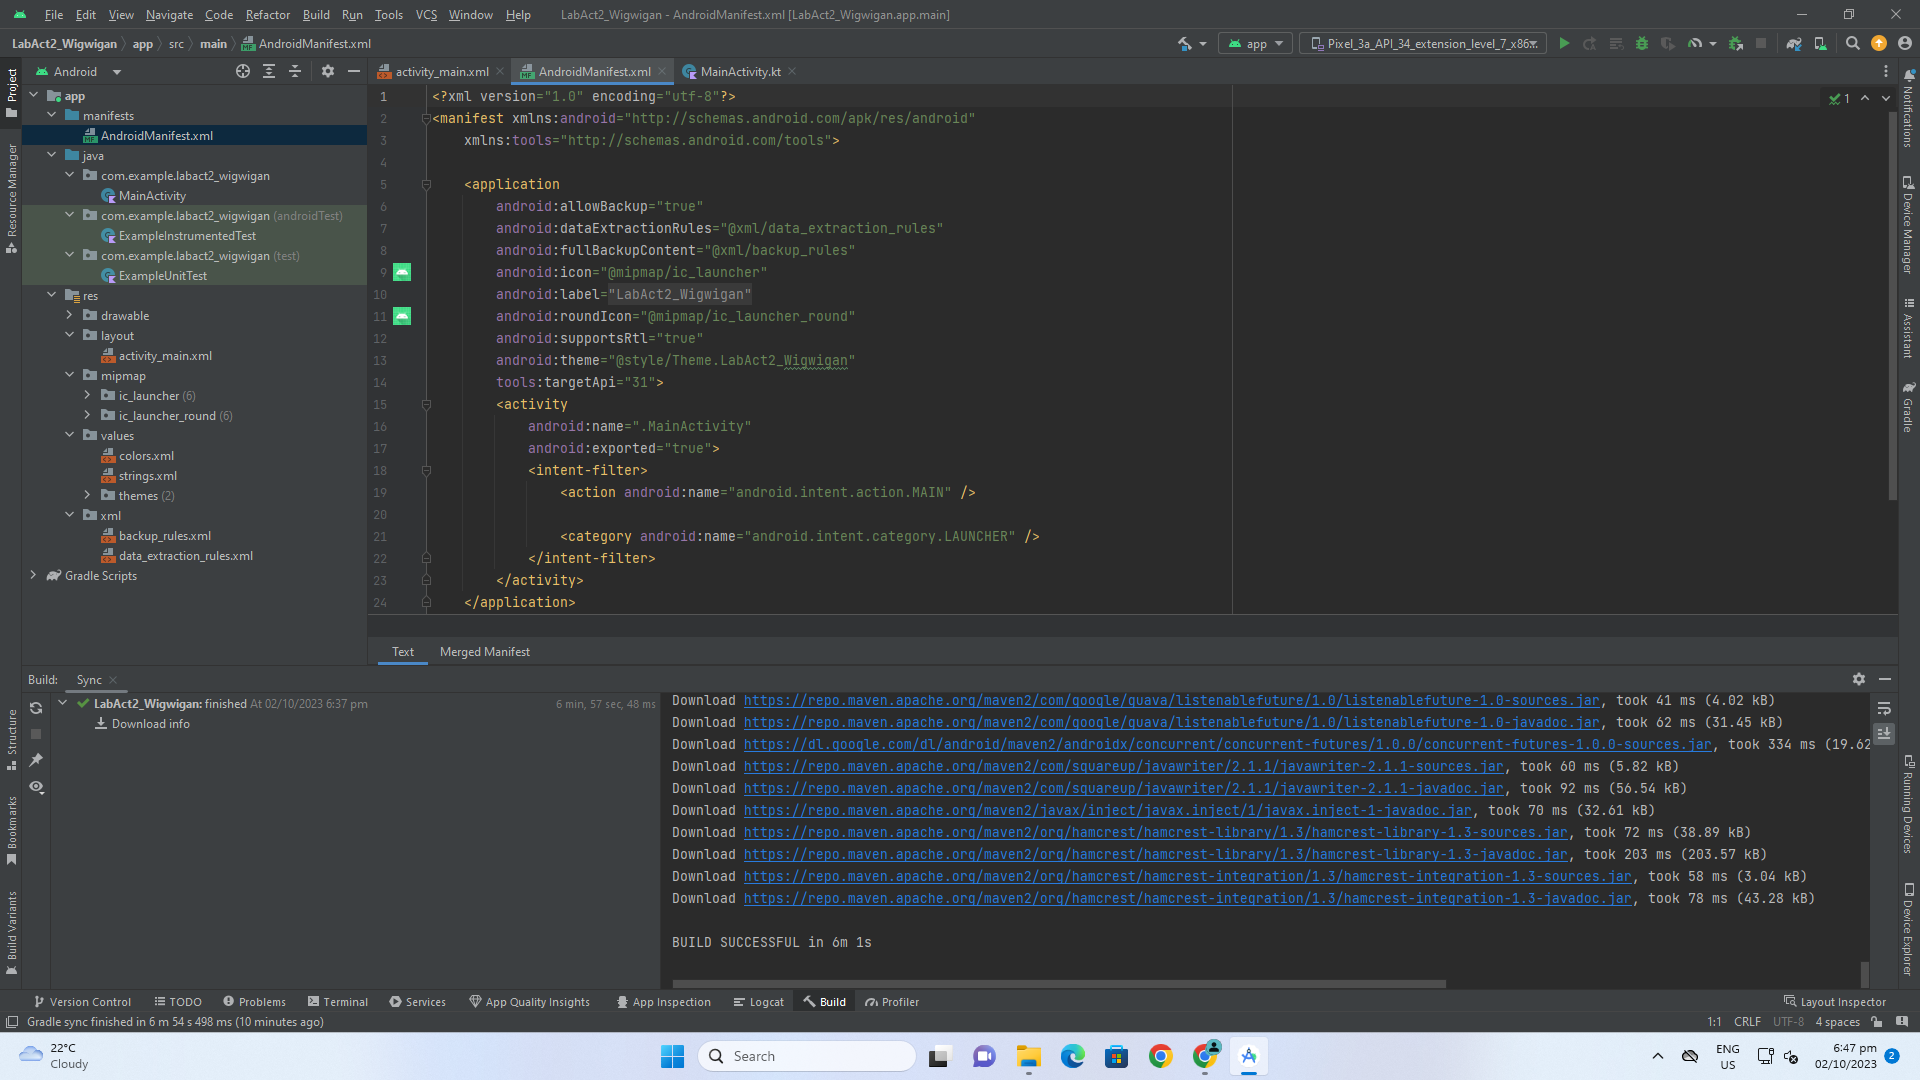 File Edit View Navigate Code Refactor Build Run Tools VCS Window Help LabAct2_Wigwigan - AndroidManifest.xml [LabAct2_Wigwigan.app.main]
LabAct2_Wigwigan app src main AndroidManifest.xml app Pixel_3a_API_34_extension_level_7_x86...
Android activity_main.xml AndroidManifest.xml MainActivity.kt
Project
Resource Manager
Structure
Bookmarks
Build Variants
app
manifests
AndroidManifest.xml
java
com.example.labact2_wigwigan
MainActivity
com.example.labact2_wigwigan (androidTest)
ExampleInstrumentedTest
com.example.labact2_wigwigan (test)
ExampleUnitTest
res
drawable
layout
activity_main.xml
mipmap
ic_launcher (6)
ic_launcher_round (6)
values
colors.xml
strings.xml
themes (2)
xml
backup_rules.xml
data_extraction_rules.xml
Gradle Scripts
1 <?xml version="1.0" encoding="utf-8"?>
2 <manifest xmlns:android="http://schemas.android.com/apk/res/android"
3 xmlns:tools="http://schemas.android.com/tools">
4
5 <application
6 android:allowBackup="true"
7 android:dataExtractionRules="@xml/data_extraction_rules"
8 android:fullBackupContent="@xml/backup_rules"
9 android:icon="@mipmap/ic_launcher"
10 android:label="LabAct2_Wigwigan"
11 android:roundIcon="@mipmap/ic_launcher_round"
12 android:supportsRtl="true"
13 android:theme="@style/Theme.LabAct2_Wigwigan"
14 tools:targetApi="31">
15 <activity
16 android:name=".MainActivity"
17 android:exported="true">
18 <intent-filter>
19 <action android:name="android.intent.action.MAIN" />
20
21 <category android:name="android.intent.category.LAUNCHER" />
22 </intent-filter>
23 </activity>
24 </application>
1
Notifications
Device Manager
Assistant
Gradle
Running Devices
Device Explorer
Text Merged Manifest
Build: Sync
LabAct2_Wigwigan: finished At 02/10/2023 6:37 pm 6 min, 57 sec, 48 ms
Download info
Download https://repo.maven.apache.org/maven2/com/google/guava/listenablefuture/1.0/listenablefuture-1.0-sources.jar, took 41 ms (4.02 kB)
Download https://repo.maven.apache.org/maven2/com/google/guava/listenablefuture/1.0/listenablefuture-1.0-javadoc.jar, took 62 ms (31.45 kB)
Download https://dl.google.com/dl/android/maven2/androidx/concurrent/concurrent-futures/1.0.0/concurrent-futures-1.0.0-sources.jar, took 334 ms (19.62
Download https://repo.maven.apache.org/maven2/com/squareup/javawriter/2.1.1/javawriter-2.1.1-sources.jar, took 60 ms (5.82 kB)
Download https://repo.maven.apache.org/maven2/com/squareup/javawriter/2.1.1/javawriter-2.1.1-javadoc.jar, took 92 ms (56.54 kB)
Download https://repo.maven.apache.org/maven2/javax/inject/javax.inject/1/javax.inject-1-javadoc.jar, took 70 ms (32.61 kB)
Download https://repo.maven.apache.org/maven2/org/hamcrest/hamcrest-library/1.3/hamcrest-library-1.3-sources.jar, took 72 ms (38.89 kB)
Download https://repo.maven.apache.org/maven2/org/hamcrest/hamcrest-library/1.3/hamcrest-library-1.3-javadoc.jar, took 203 ms (203.57 kB)
Download https://repo.maven.apache.org/maven2/org/hamcrest/hamcrest-integration/1.3/hamcrest-integration-1.3-sources.jar, took 58 ms (3.04 kB)
Download https://repo.maven.apache.org/maven2/org/hamcrest/hamcrest-integration/1.3/hamcrest-integration-1.3-javadoc.jar, took 78 ms (43.28 kB)
BUILD SUCCESSFUL in 6m 1s
Version Control TODO Problems Terminal Services App Quality Insights App Inspection Logcat Build Profiler Layout Inspector
Gradle sync finished in 6 m 54 s 498 ms (10 minutes ago) 1:1 CRLF UTF-8 4 spaces
22°C
Cloudy
Search
ENG
US
6:47 pm
02/10/2023
2